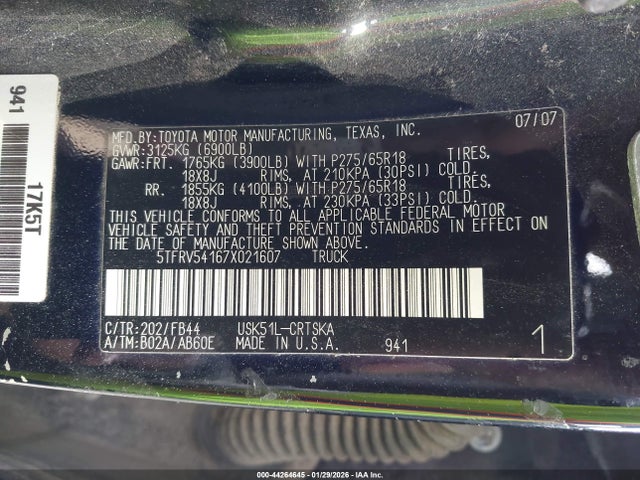 941
17K5T
MFD.BY:TOYOTA MOTOR MANUFACTURING, TEXAS, INC. 07/07
GVWR:3125KG (6900LB)
GAWR:FRT. 1765KG (3900LB) WITH P275/65R18 TIRES,
18X8J RIMS, AT 210KPA (30PSI) COLD.
RR. 1855KG (4100LB) WITH P275/65R18 TIRES,
18X8J RIMS, AT 230KPA (33PSI) COLD.
THIS VEHICLE CONFORMS TO ALL APPLICABLE FEDERAL MOTOR
VEHICLE SAFETY AND THEFT PREVENTION STANDARDS IN EFFECT ON
THE DATE OF MANUFACTURE SHOWN ABOVE.
5TFRV54167X021607 TRUCK
C/TR:202/FB44 USK51L-CRTSKA
A/TM:B02A/AB60E MADE IN U.S.A. 941 1
000-44264645 - 01/29/2026 - IAA Inc.